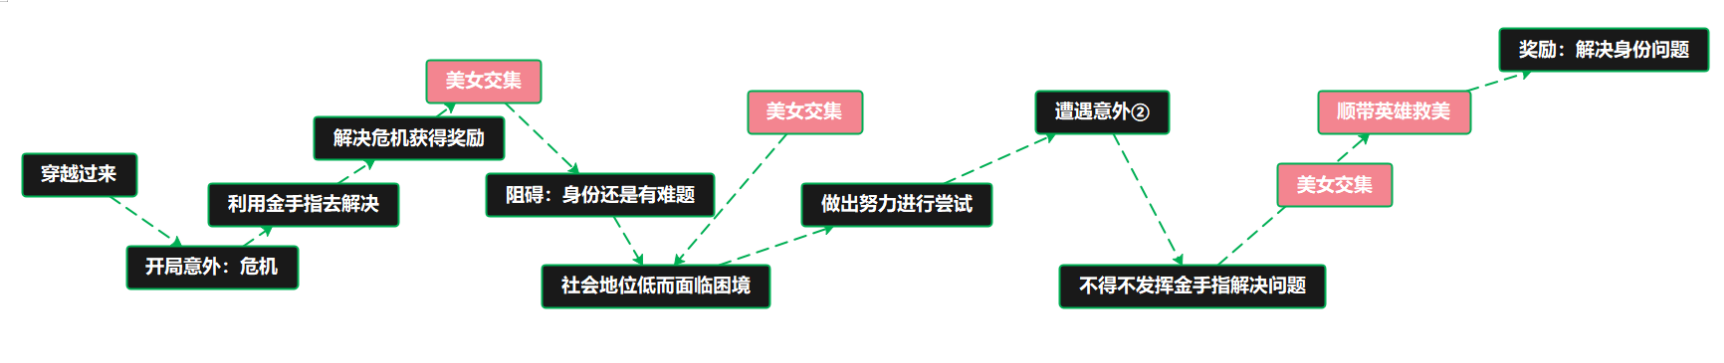 穿越过来
开局意外：危机
利用金手指去解决
解决危机获得奖励
美女交集
阻碍：身份还是有难题
社会地位低而面临困境
美女交集
做出努力进行尝试
遭遇意外②
不得不发挥金手指解决问题
美女交集
顺带英雄救美
奖励：解决身份问题